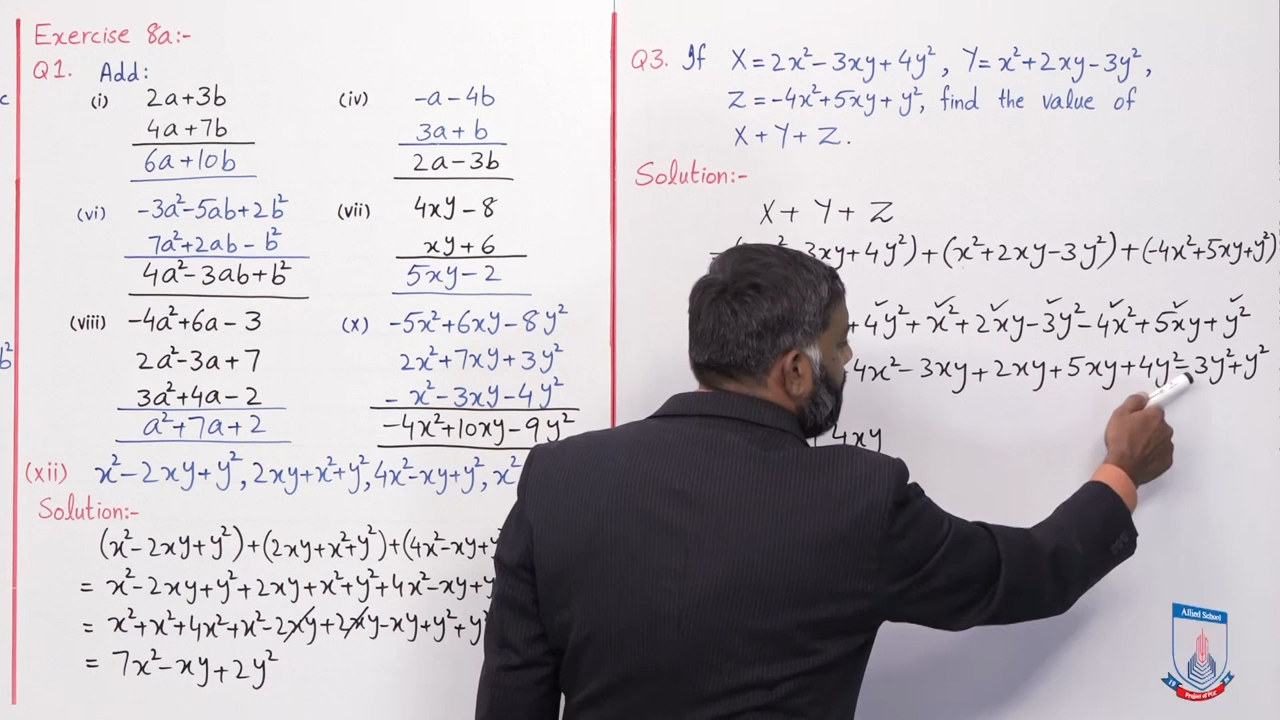 Exercise 8a:-
Q1. Add:
(i) 2a+3b
4a+7b
6a+10b
(iv) -a-4b
3a+b
2a-3b
(vi) -3a²-5ab+2b²
7a²+2ab-b²
4a²-3ab+b²
(vii) 4xy-8
xy+6
5xy-2
(viii) -4a²+6a-3
2a²-3a+7
3a²+4a-2
a²+7a+2
(x) -5x²+6xy-8y²
2x²+7xy+3y²
-x²-3xy-4y²
-4x²+10xy-9y²
(xii) x²-2xy+y², 2xy+x²+y², 4x²-xy+y², x²
Solution:-
(x²-2xy+y²)+(2xy+x²+y²)+(4x²-xy+y
= x²-2xy+y²+2xy+x²+y²+4x²-xy+y
= x²+x²+4x²+x²-2xy+2xy-xy+y²+y
= 7x²-xy+2y²
c
b²
Q3. If X=2x²-3xy+4y², Y=x²+2xy-3y²,
Z=-4x²+5xy+y², find the value of
X+Y+Z.
Solution:-
X+Y+Z
3xy+4y²)+(x²+2xy-3y²)+(-4x²+5xy+y²)
+4y²+x²+2xy-3y²-4x²+5xy+y²
4x²-3xy+2xy+5xy+4y²-3y²+y²
4xy
Allied School
Project of PGC